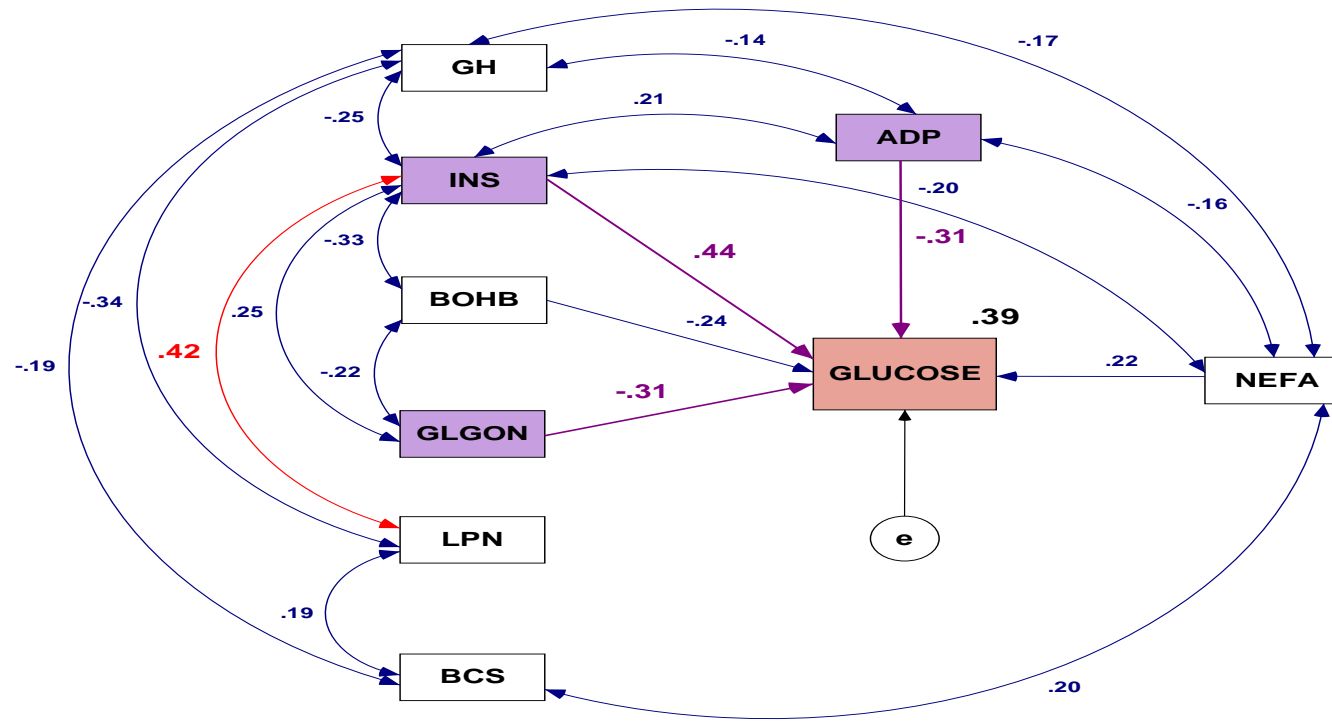 -.14
-.17
GH
.21
-.25
ADP
INS
-.20
-.16
-.33
-.31
.44
BOHB
-.34
.25
.39
-.24
.42
-.19
-.22
GLUCOSE
.22
NEFA
-.31
GLGON
LPN
e
.19
BCS
.20